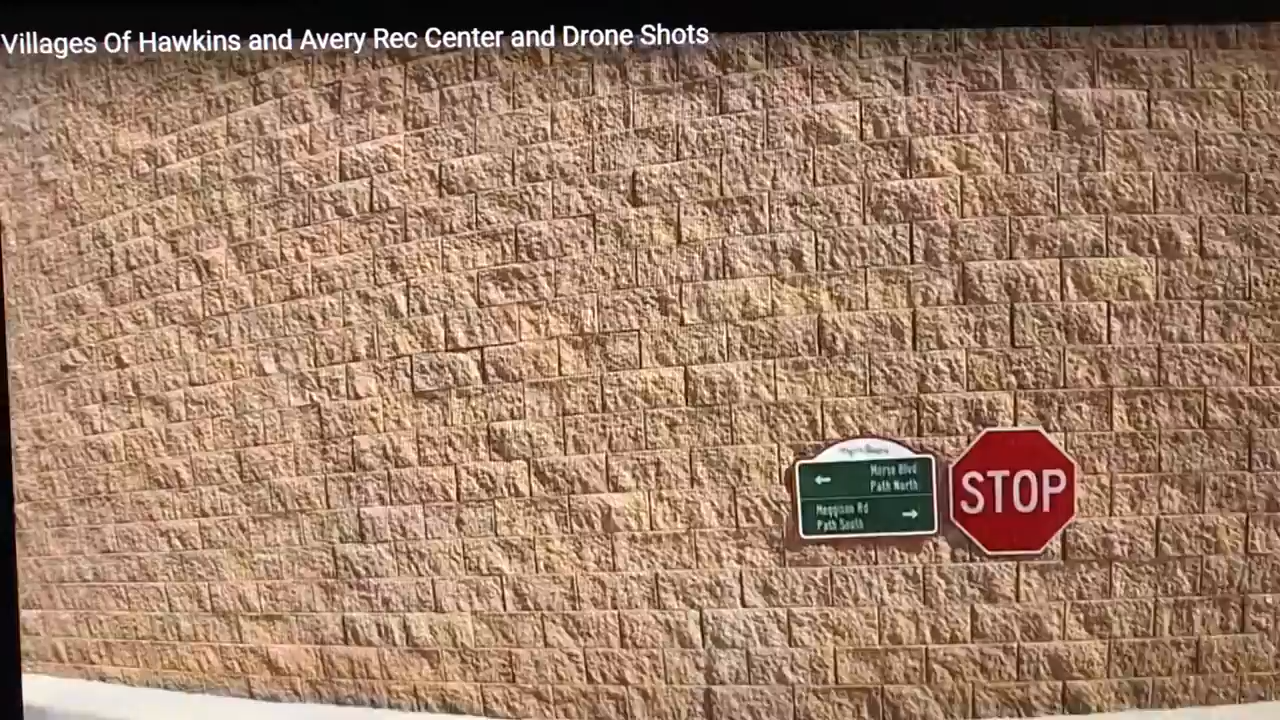 Villages Of Hawkins and Avery Rec Center and Drone Shots
Morse Blvd
Path North
Meggison Rd
Path South
STOP